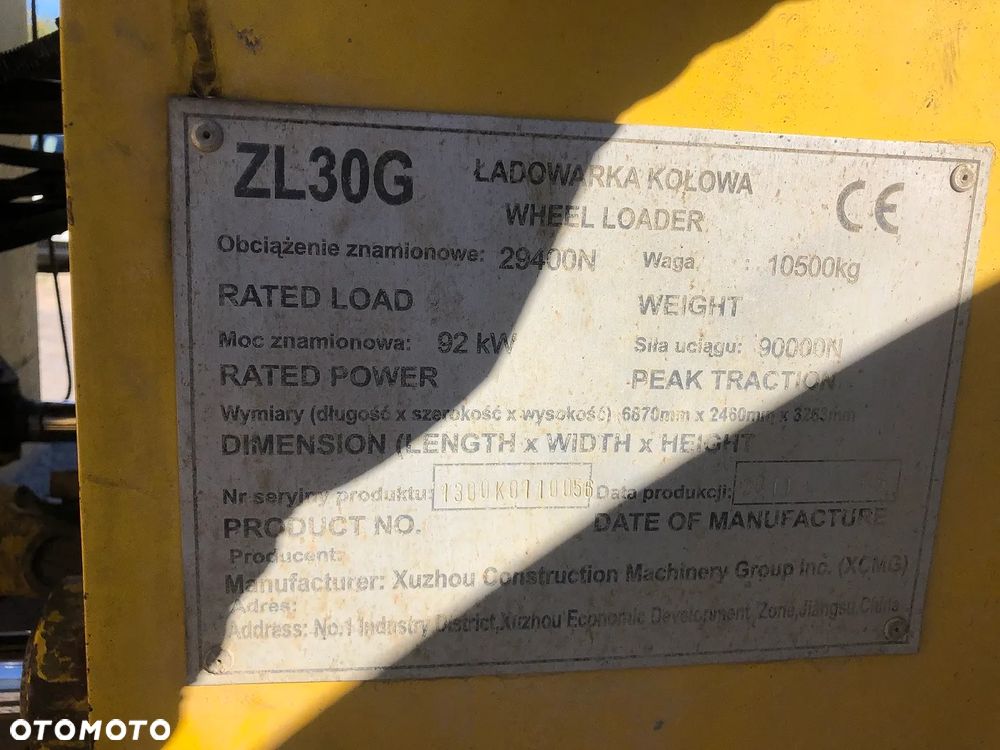 ZL30G
ŁADOWARKA KOŁOWA
WHEEL LOADER
CE
Obciążenie znamionowe: 29400N Waga : 10500kg
RATED LOAD WEIGHT
Moc znamionowa: 92 kW Siła uciągu: 90000N
RATED POWER PEAK TRACTION
Wymiary (długość x szerokość x wysokość) 6870mm x 2460mm x 3263mm
DIMENSION (LENGTH x WIDTH x HEIGHT
Nr seryjny produktu: Data produkcji:
PRODUCT NO. DATE OF MANUFACTURE
Producent:
Manufacturer: Xuzhou Construction Machinery Group Inc. (XCMG)
Adres:
Address: No.1 Industry District,Xuzhou Economic Development, Zone,Jiangsu,China
OTOMOTO